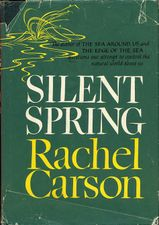 The author of THE SEA AROUND US and
THE EDGE OF THE SEA
questions our attempt to control the
natural world about us
SILENT
SPRING
Rachel
Carson